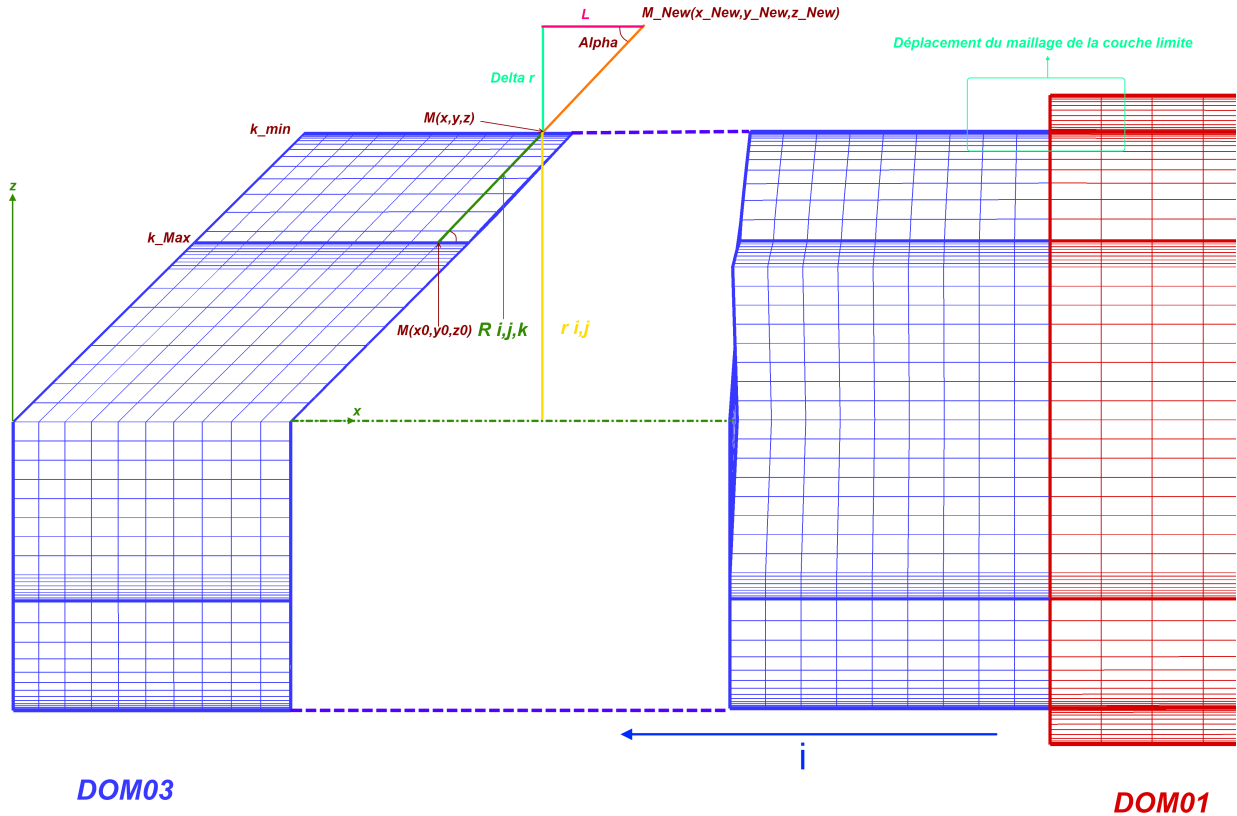 L
M_New(x_New,y_New,z_New)
Alpha
Déplacement du maillage de la couche limite
Delta r
M(x,y,z)
k_min
z
k_Max
M(x0,y0,z0)
R i,j,k
r i,j
x
i
DOM03
DOM01